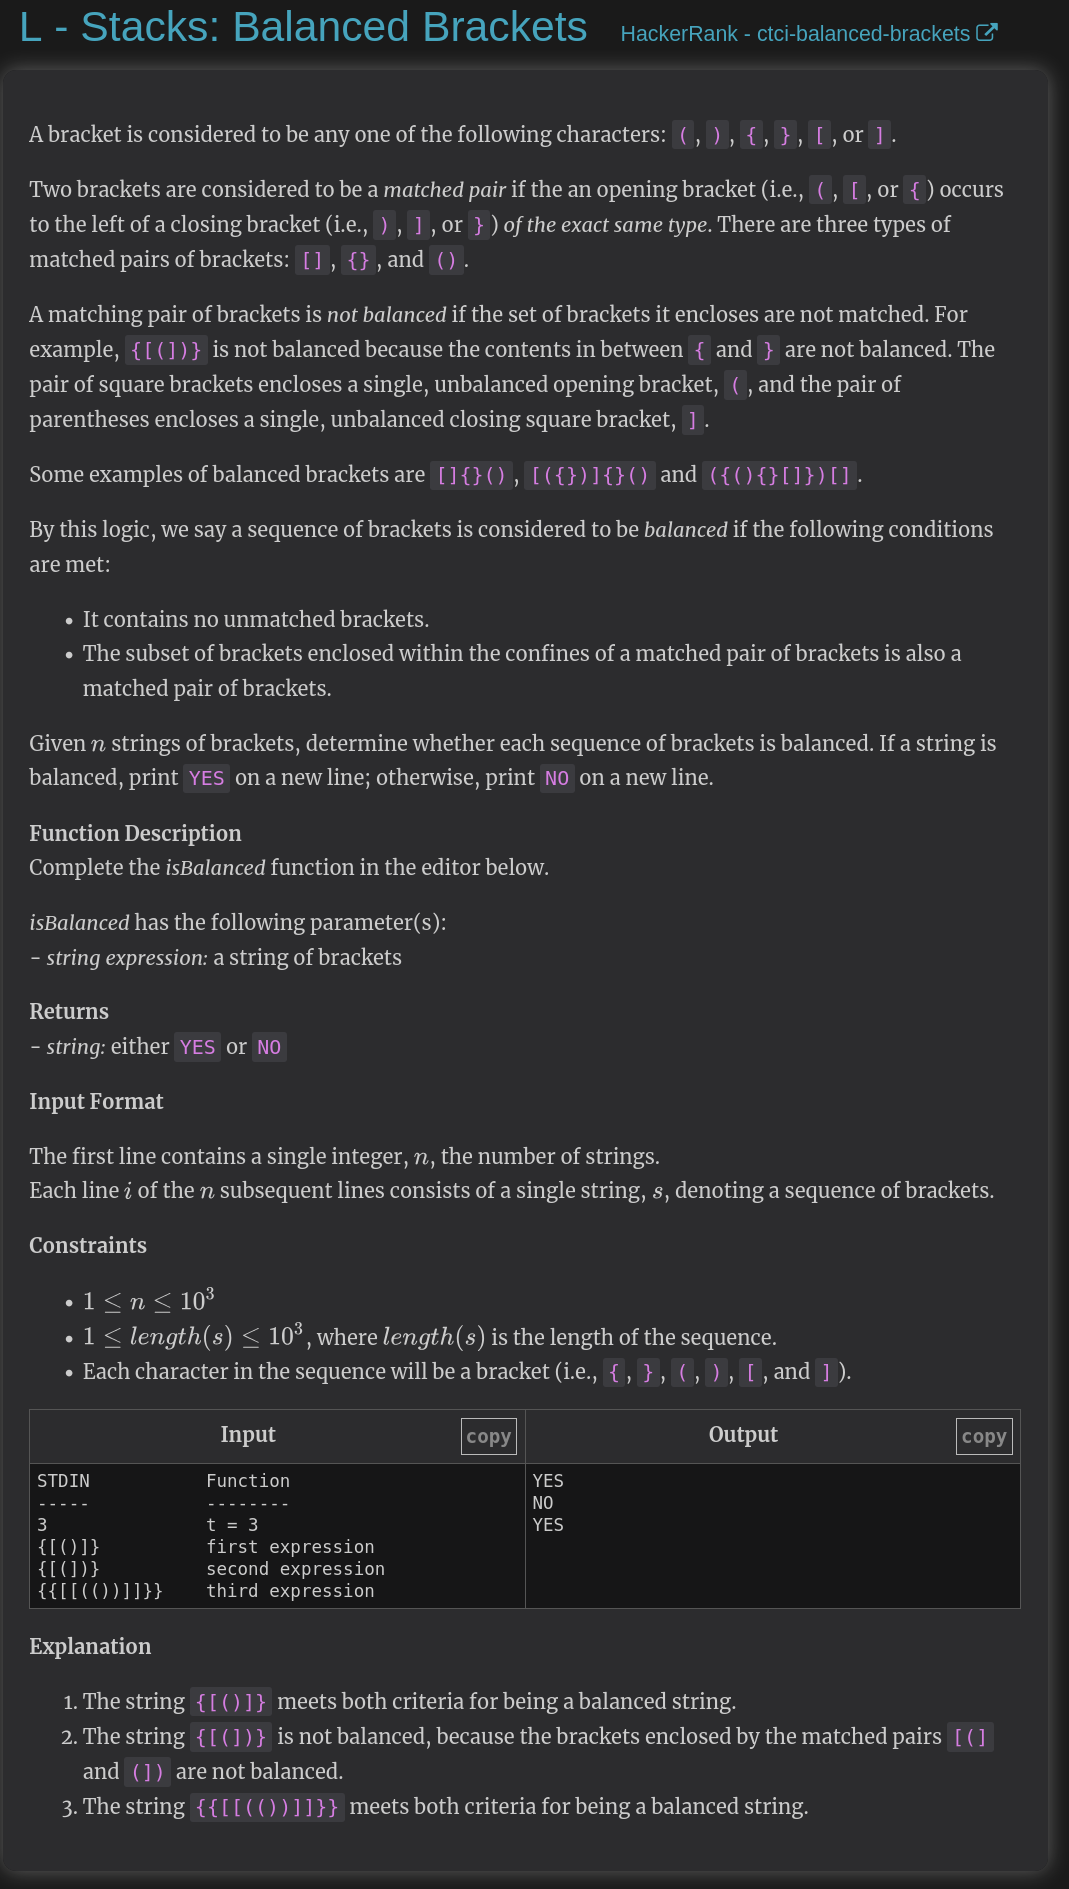 L - Stacks: Balanced Brackets HackerRank - ctci-balanced-brackets
A bracket is considered to be any one of the following characters: (, ), {, }, [, or ].
Two brackets are considered to be a matched pair if the an opening bracket (i.e., (, [, or {) occurs
to the left of a closing bracket (i.e., ), ], or }) of the exact same type. There are three types of
matched pairs of brackets: [], {}, and ().
A matching pair of brackets is not balanced if the set of brackets it encloses are not matched. For
example, {[(])} is not balanced because the contents in between { and } are not balanced. The
pair of square brackets encloses a single, unbalanced opening bracket, (, and the pair of
parentheses encloses a single, unbalanced closing square bracket, ].
Some examples of balanced brackets are []{}(), [({})]{}() and ({(){}[]})[].
By this logic, we say a sequence of brackets is considered to be balanced if the following conditions
are met:
• It contains no unmatched brackets.
• The subset of brackets enclosed within the confines of a matched pair of brackets is also a
matched pair of brackets.
Given n strings of brackets, determine whether each sequence of brackets is balanced. If a string is
balanced, print YES on a new line; otherwise, print NO on a new line.
Function Description
Complete the isBalanced function in the editor below.
isBalanced has the following parameter(s):
- string expression: a string of brackets
Returns
- string: either YES or NO
Input Format
The first line contains a single integer, n, the number of strings.
Each line i of the n subsequent lines consists of a single string, s, denoting a sequence of brackets.
Constraints
• 1 ≤ n ≤ 10³
• 1 ≤ length(s) ≤ 10³, where length(s) is the length of the sequence.
• Each character in the sequence will be a bracket (i.e., {, }, (, ), [, and ]).
Input copy Output copy
STDIN Function YES
----- -------- NO
3 t = 3 YES
{[()]} first expression
{[(])} second expression
{{[[(())]]}} third expression
Explanation
1. The string {[()]} meets both criteria for being a balanced string.
2. The string {[(])} is not balanced, because the brackets enclosed by the matched pairs [(]
and (]) are not balanced.
3. The string {{[[(())]]}} meets both criteria for being a balanced string.